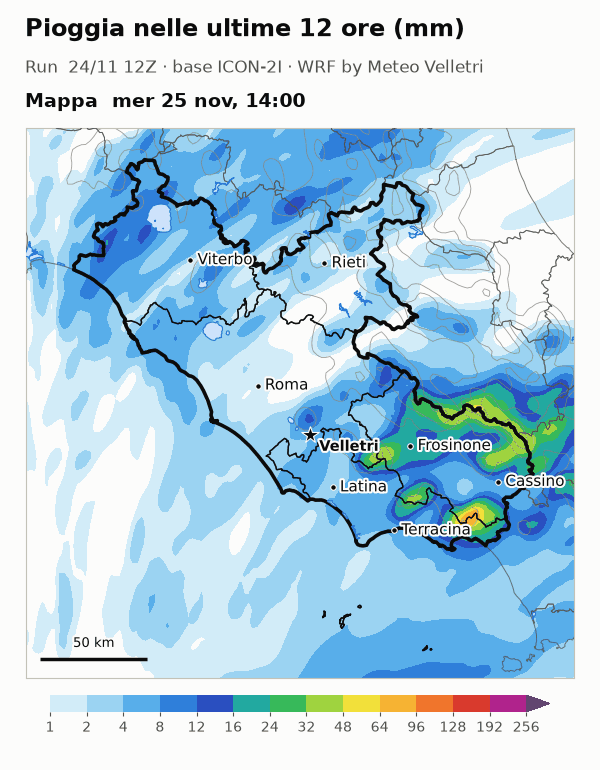 Pioggia nelle ultime 12 ore (mm)
Run  24/11 12Z · base ICON-2I · WRF by Meteo Velletri
Mappa  mer 25 nov, 14:00
Viterbo
Rieti
Roma
Velletri
Frosinone
Latina
Cassino
Terracina
50 km
1 2 4 8 12 16 24 32 48 64 96 128 192 256